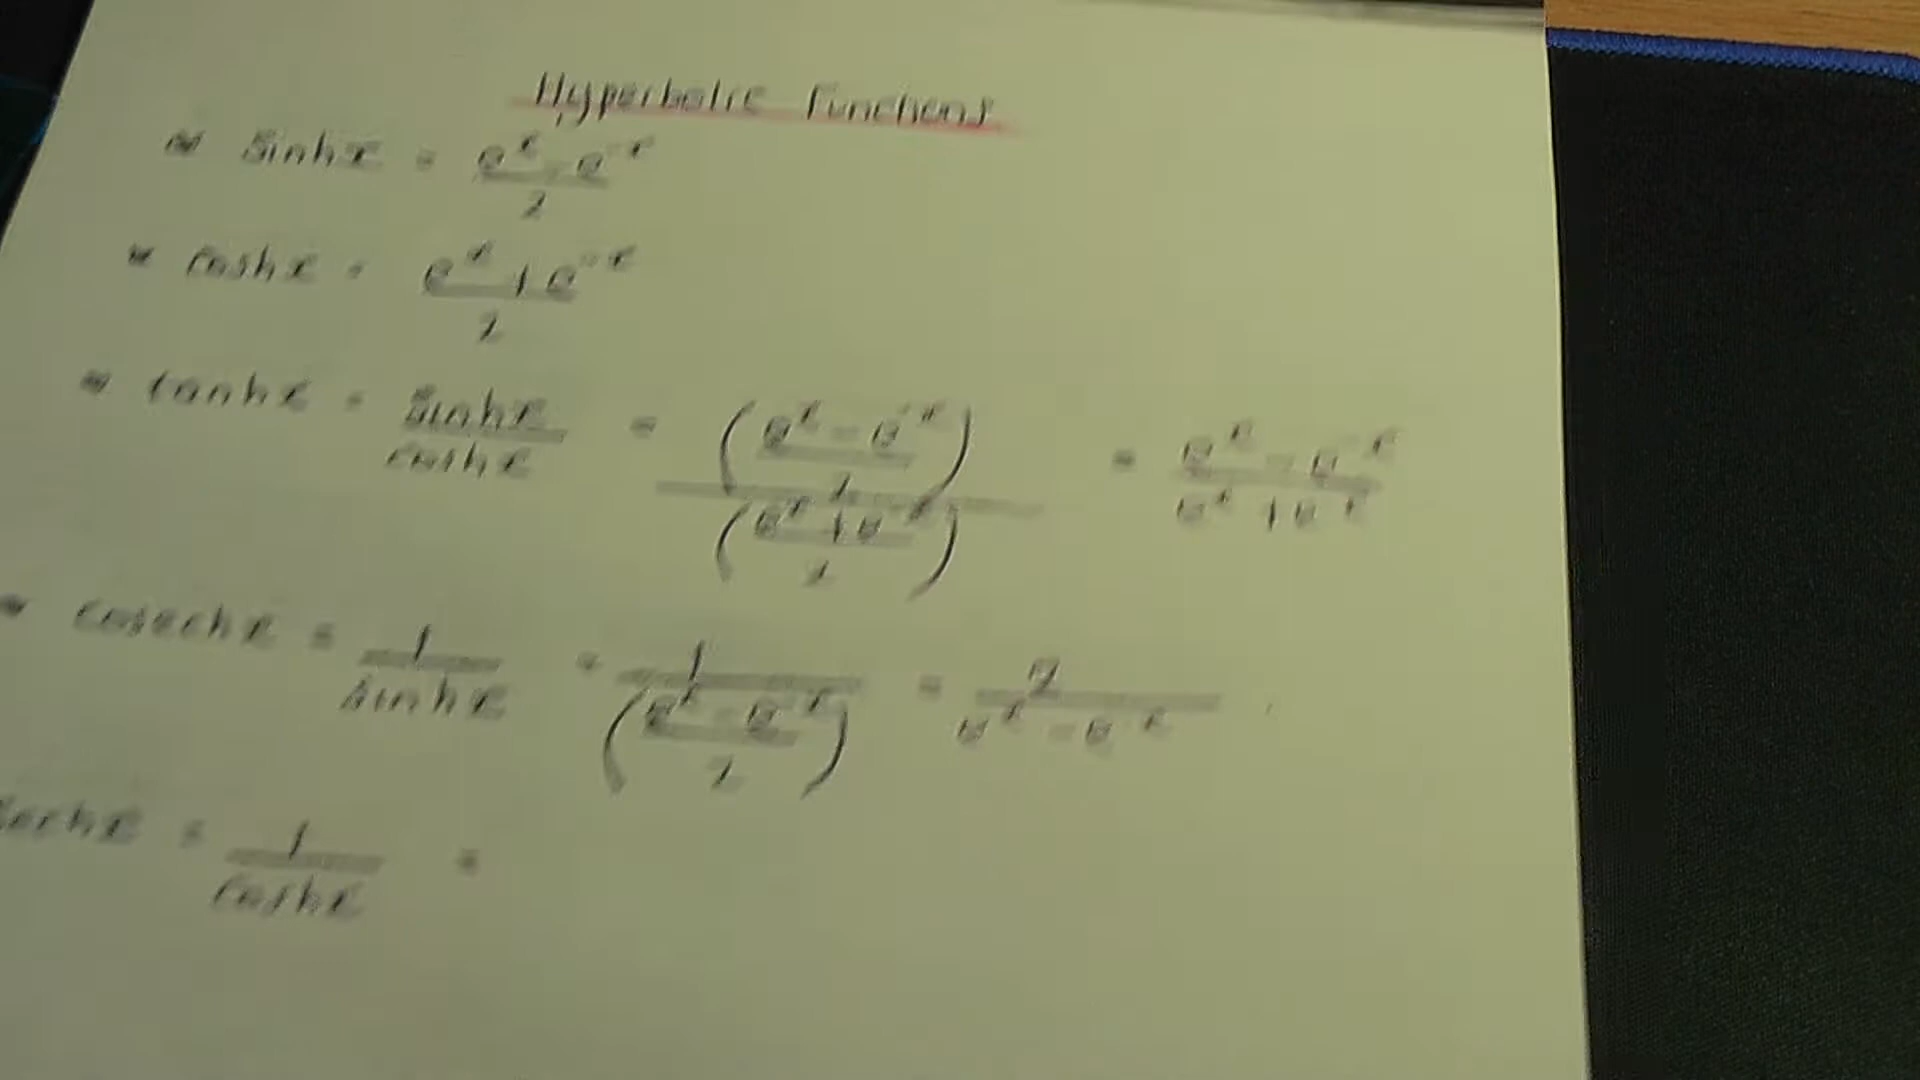 Hyperbolic Functions
* Sinhx = (e^x - e^-x)/2
* coshx = (e^x + e^-x)/2
* tanhx = sinhx/coshx = ((e^x - e^-x)/2)/((e^x + e^-x)/2) = (e^x - e^-x)/(e^x + e^-x)
* cosechx = 1/sinhx = 1/((e^x - e^-x)/2) = 2/(e^x - e^-x)
sechx = 1/coshx =